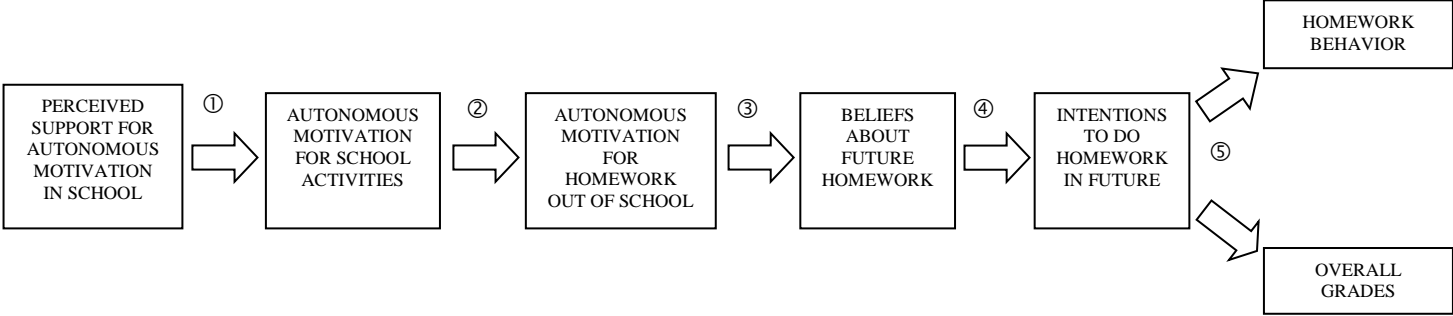 HOMEWORK
BEHAVIOR
PERCEIVED
SUPPORT FOR
AUTONOMOUS
MOTIVATION
IN SCHOOL
①
AUTONOMOUS
MOTIVATION
FOR SCHOOL
ACTIVITIES
②
AUTONOMOUS
MOTIVATION
FOR
HOMEWORK
OUT OF SCHOOL
③
BELIEFS
ABOUT
FUTURE
HOMEWORK
④
INTENTIONS
TO DO
HOMEWORK
IN FUTURE
⑤
OVERALL
GRADES